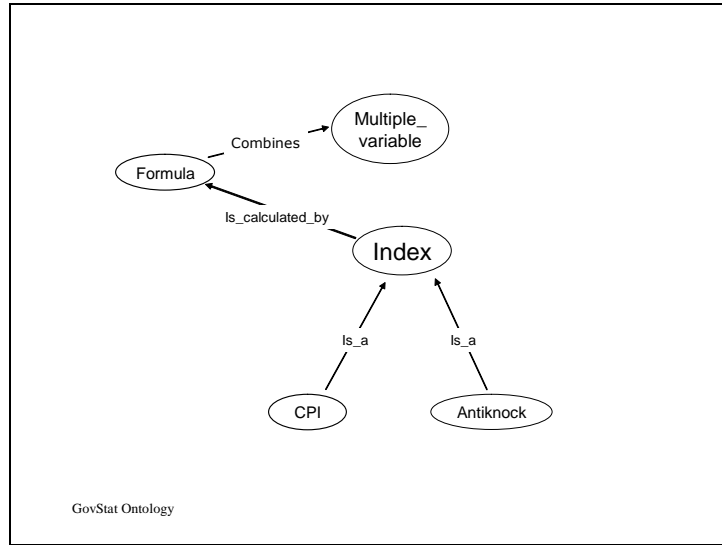 Multiple_
variable
Combines
Formula
Is_calculated_by
Index
Is_a
Is_a
CPI
Antiknock
GovStat Ontology